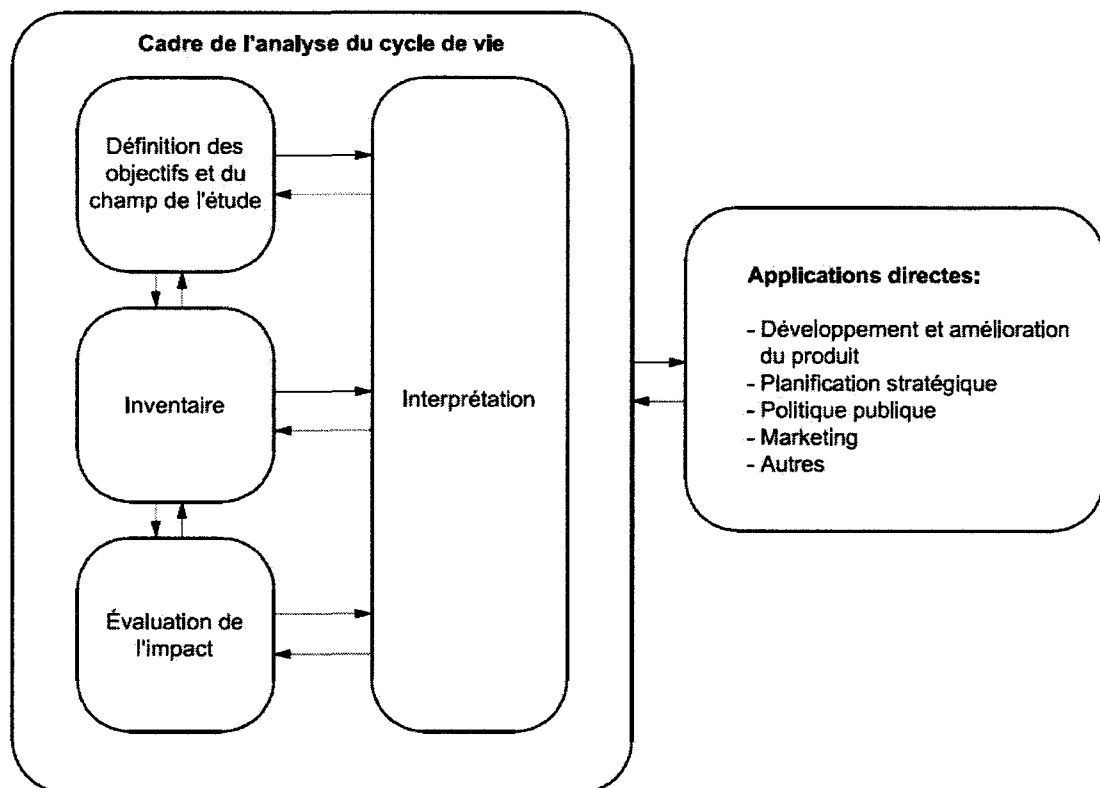 Cadre de l'analyse du cycle de vie
Définition des
objectifs et du
champ de l'étude
Inventaire
Évaluation de
l'impact
Interprétation
Applications directes:
- Développement et amélioration
du produit
- Planification stratégique
- Politique publique
- Marketing
- Autres